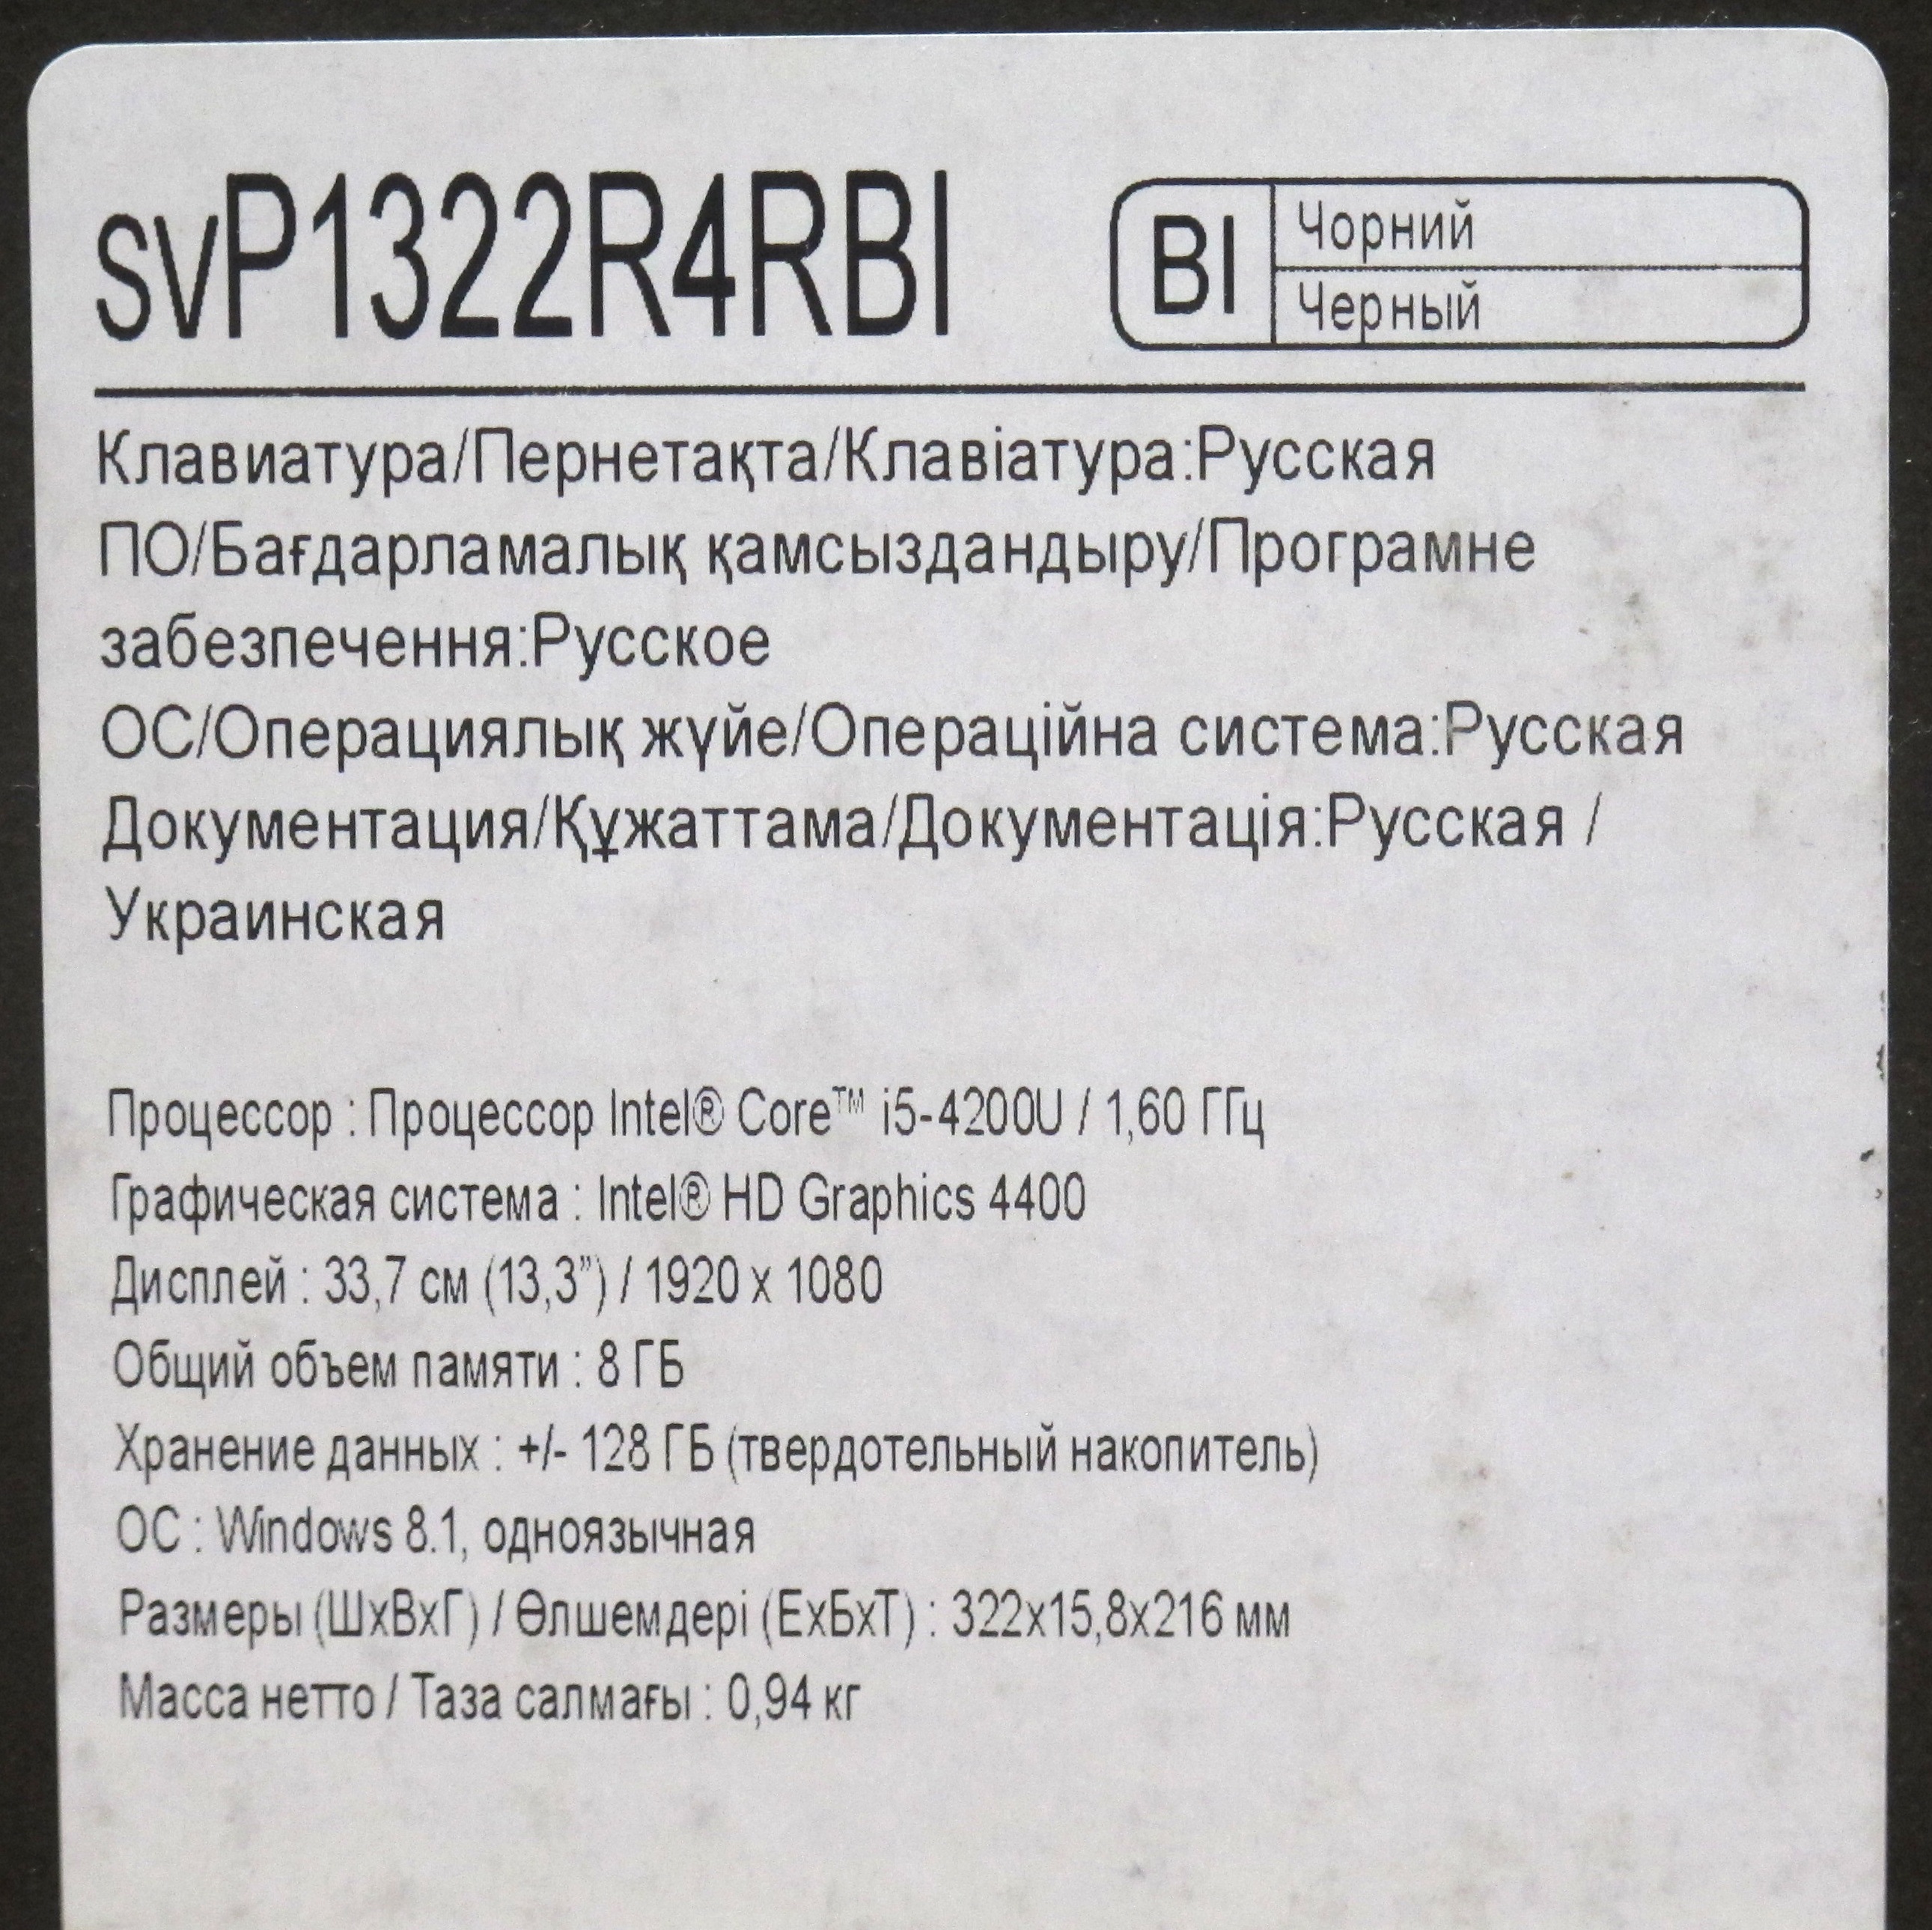 svP1322R4RBI
BI
Чорний
Черный
Клавиатура/Пернетақта/Клавіатура:Русская
ПО/Бағдарламалық қамсыздандыру/Програмне
забезпечення:Русское
ОС/Операциялық жүйе/Операційна система:Русская
Документация/Құжаттама/Документація:Русская /
Украинская
Процессор : Процессор Intel® Core™ i5-4200U / 1,60 ГГц
Графическая система : Intel® HD Graphics 4400
Дисплей : 33,7 см (13,3”) / 1920 x 1080
Общий объем памяти : 8 ГБ
Хранение данных : +/- 128 ГБ (твердотельный накопитель)
ОС : Windows 8.1, одноязычная
Размеры (ШхВхГ) / Өлшемдері (ЕхБхТ) : 322x15,8x216 мм
Масса нетто / Таза салмағы : 0,94 кг